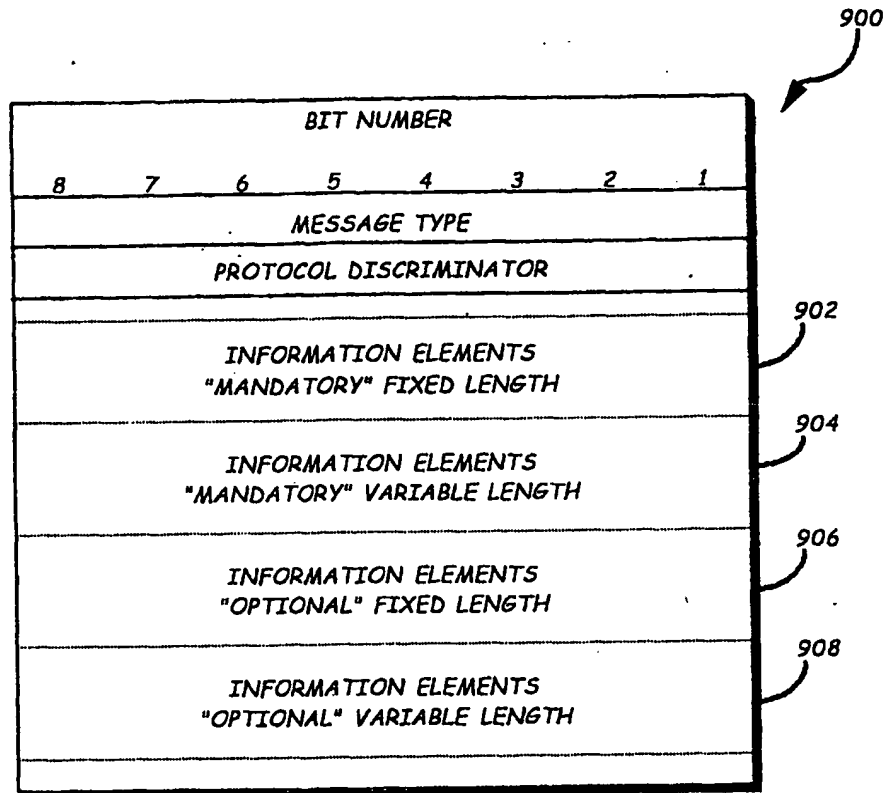 900
BIT NUMBER
8 7 6 5 4 3 2 1
MESSAGE TYPE
PROTOCOL DISCRIMINATOR
902
INFORMATION ELEMENTS
"MANDATORY" FIXED LENGTH
904
INFORMATION ELEMENTS
"MANDATORY" VARIABLE LENGTH
906
INFORMATION ELEMENTS
"OPTIONAL" FIXED LENGTH
908
INFORMATION ELEMENTS
"OPTIONAL" VARIABLE LENGTH